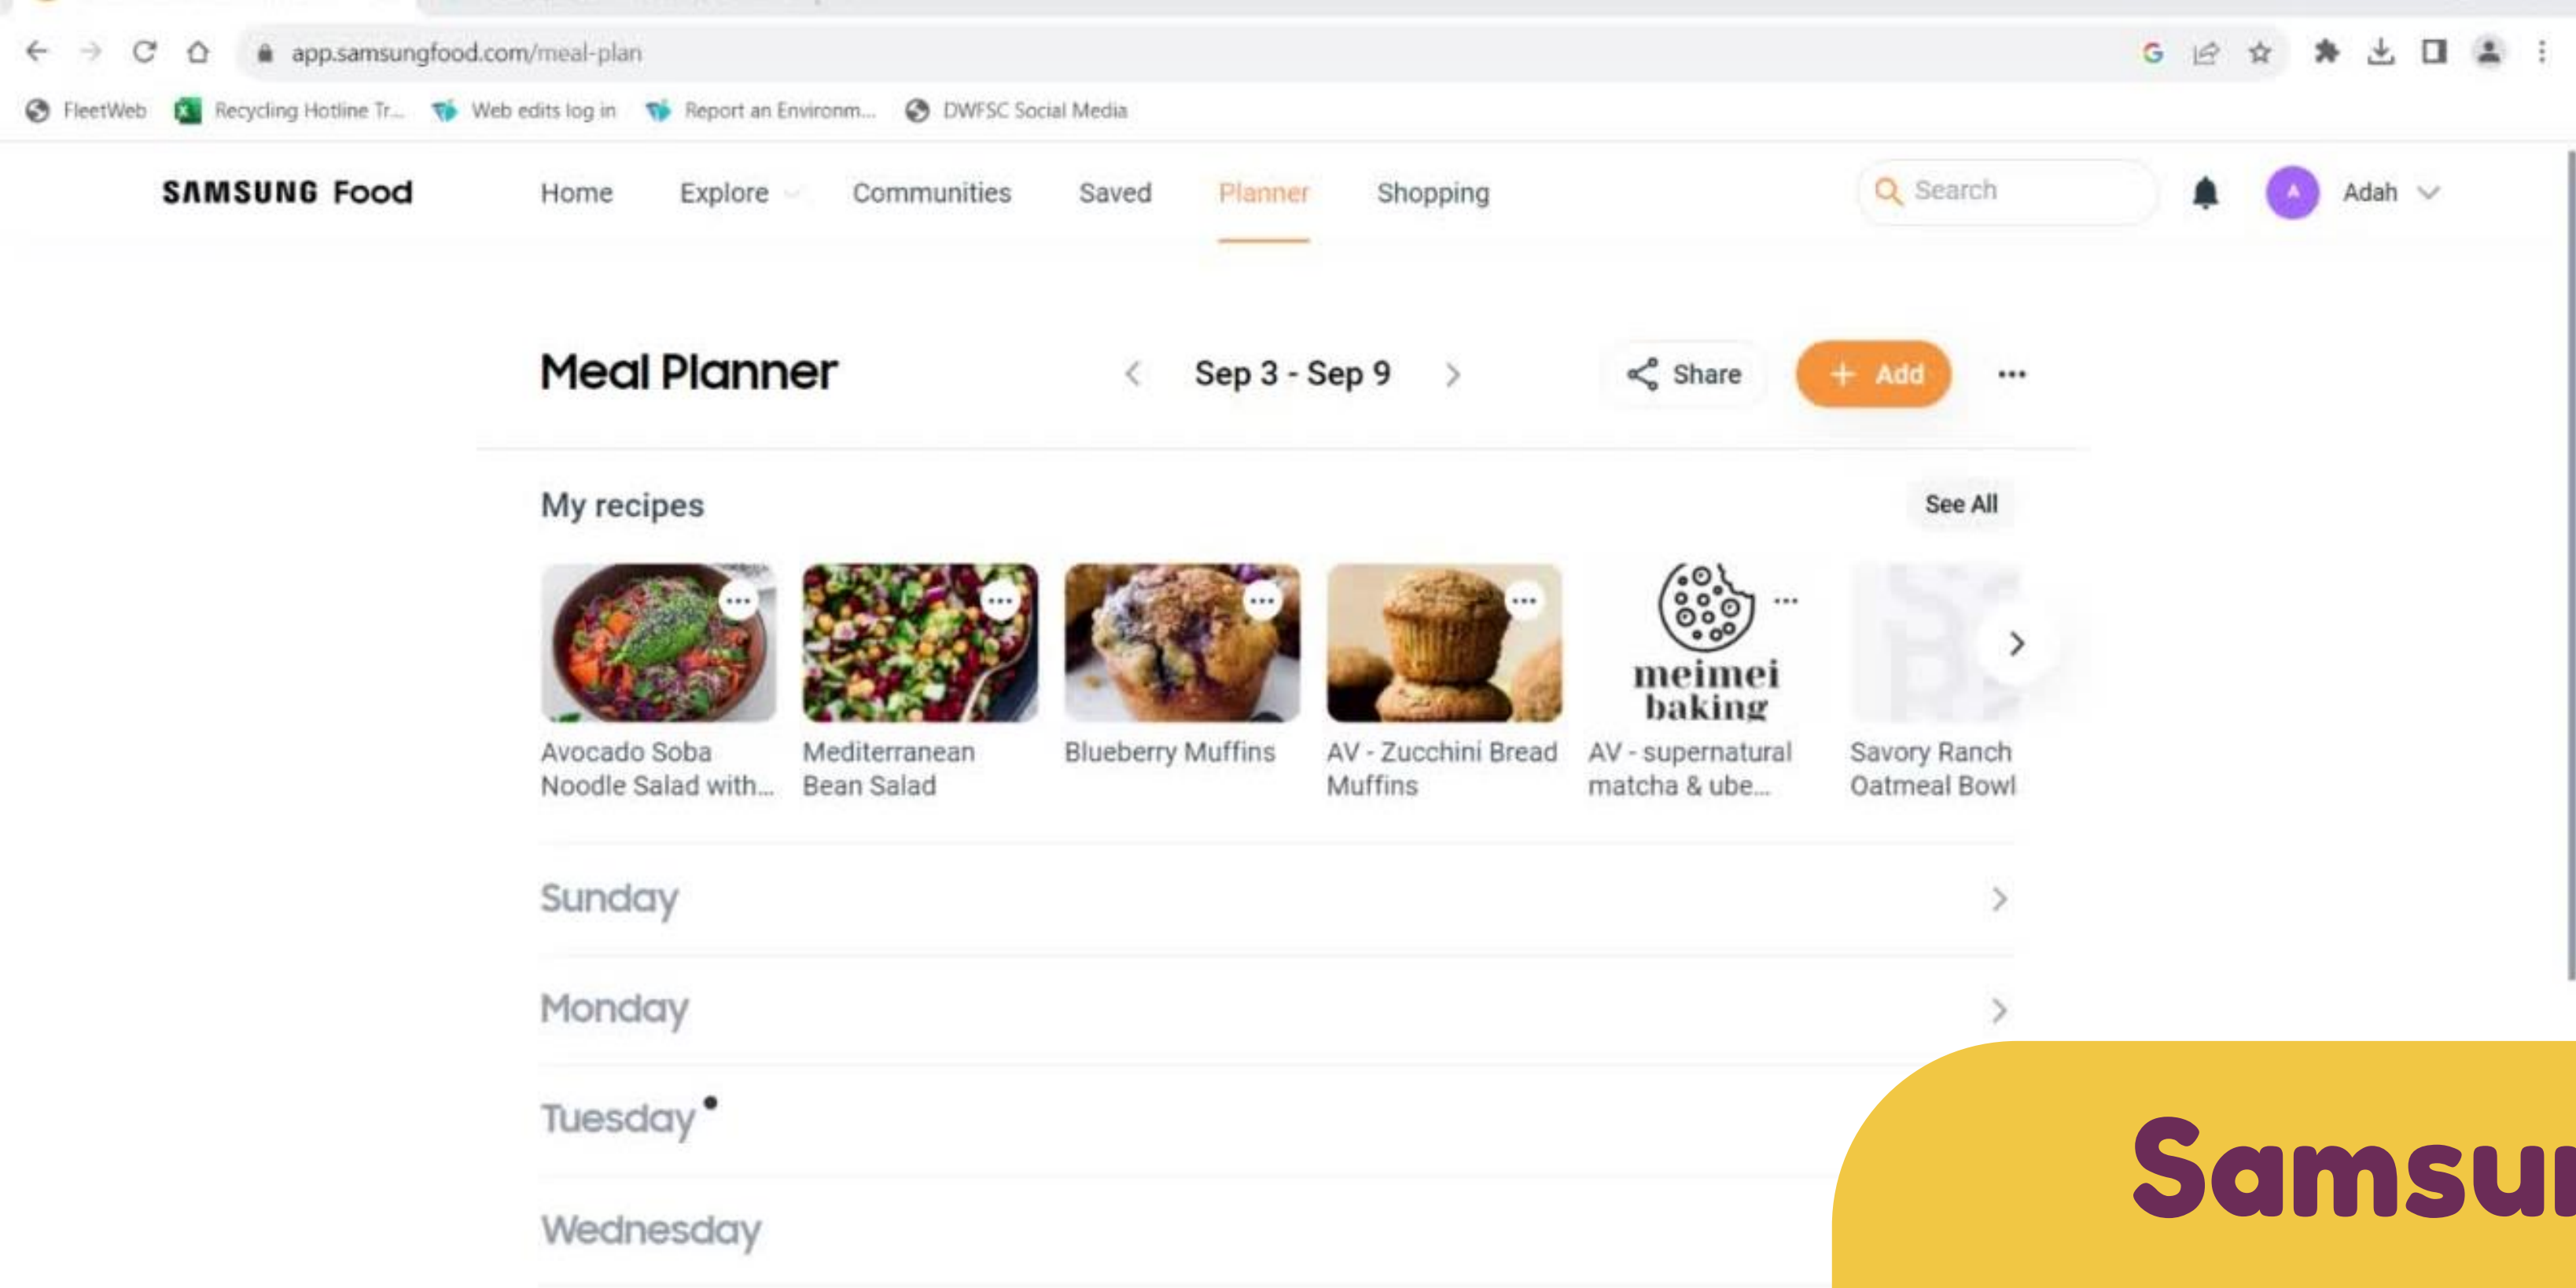 app.samsungfood.com/meal-plan
FleetWeb Recycling Hotline Tr... Web edits log in Report an Environm... DWFSC Social Media
SAMSUNG Food Home Explore Communities Saved Planner Shopping Search A Adah
Meal Planner Sep 3 - Sep 9 Share + Add
My recipes See All
meimei
baking
Avocado Soba Mediterranean Blueberry Muffins AV - Zucchini Bread AV - supernatural Savory Ranch
Noodle Salad with... Bean Salad Muffins matcha & ube... Oatmeal Bowl
Sunday
Monday
Tuesday
Samsu
Wednesday